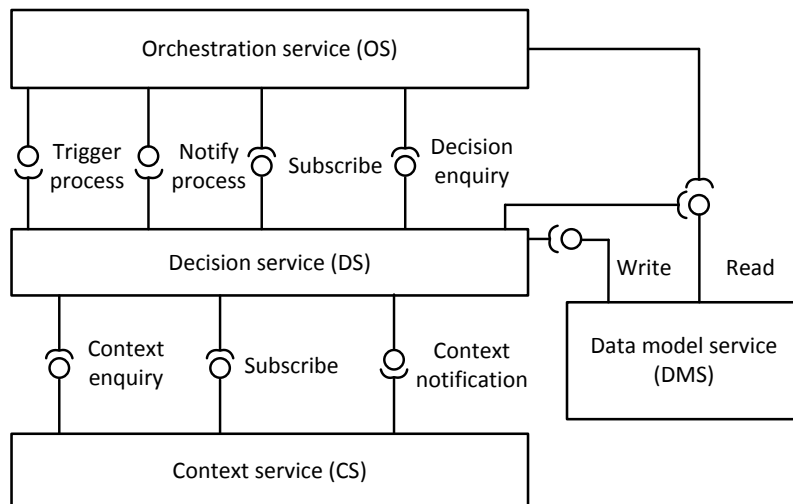 Orchestration service (OS)
Trigger
process
Notify
process
Subscribe
Decision
enquiry
Decision service (DS)
Write
Read
Context
enquiry
Subscribe
Context
notification
Data model service
(DMS)
Context service (CS)